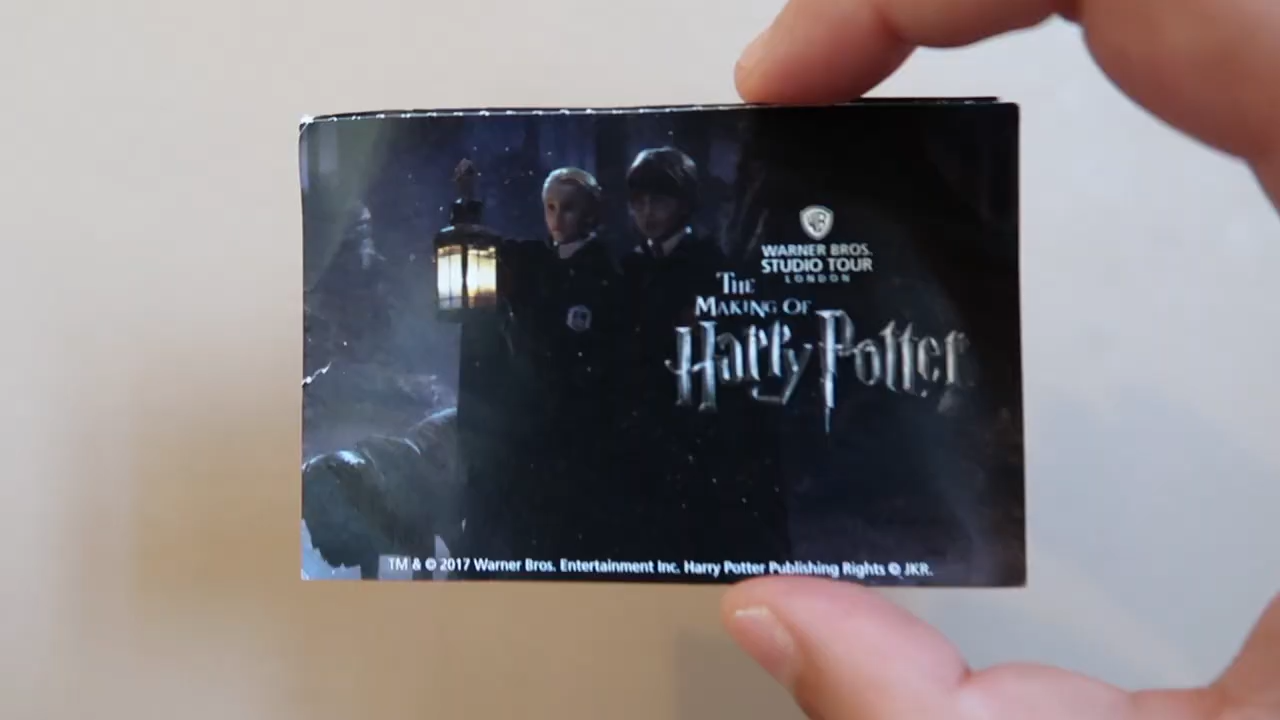 WB
WARNER BROS.
STUDIO TOUR
LONDON
THE
MAKING OF
Harry Potter
TM & © 2017 Warner Bros. Entertainment Inc. Harry Potter Publishing Rights © JKR.